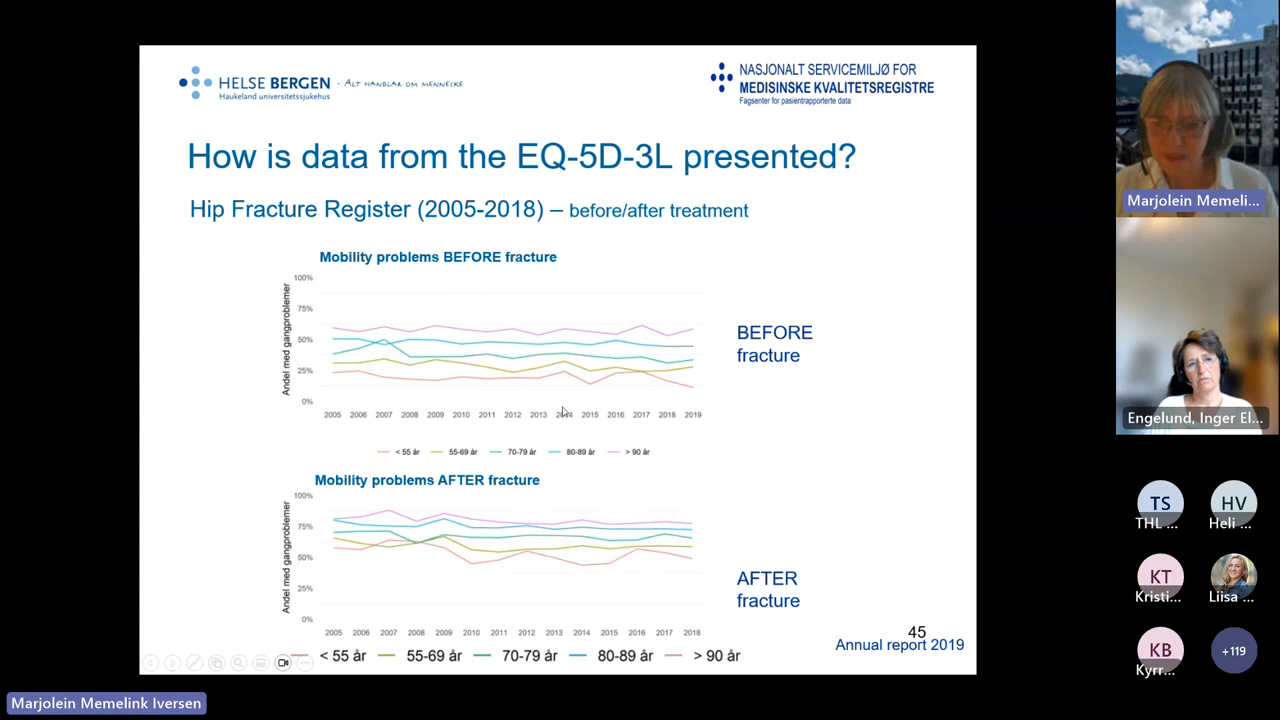 HELSE BERGEN - ALT HANDLAR OM MENNESKE
Haukeland universitetssjukehus
NASJONALT SERVICEMILJØ FOR
MEDISINSKE KVALITETSREGISTRE
Fagsenter for pasientrapporterte data
How is data from the EQ-5D-3L presented?
Hip Fracture Register (2005-2018) – before/after treatment
Mobility problems BEFORE fracture
Andel med gangproblemer
100%
75%
50%
25%
0%
2005 2006 2007 2008 2009 2010 2011 2012 2013 2014 2015 2016 2017 2018 2019
< 55 år 55-69 år 70-79 år 80-89 år > 90 år
BEFORE
fracture
Mobility problems AFTER fracture
Andel med gangproblemer
100%
75%
50%
25%
0%
2005 2006 2007 2008 2009 2010 2011 2012 2013 2014 2015 2016 2017 2018
< 55 år 55-69 år 70-79 år 80-89 år > 90 år
AFTER
fracture
45
Annual report 2019
Marjolein Memeli...
Engelund, Inger El...
TS
THL ...
HV
Heli ...
KT
Kristi...
Liisa ...
KB
Kyrr...
+119
Marjolein Memelink Iversen